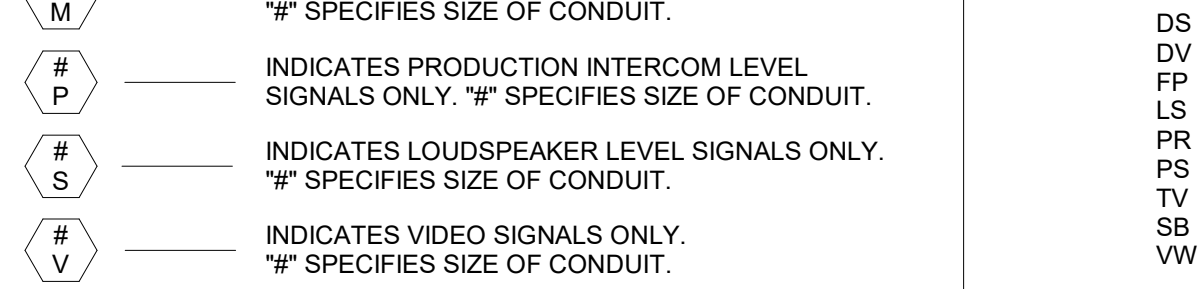 M
"#" SPECIFIES SIZE OF CONDUIT.
#
P
INDICATES PRODUCTION INTERCOM LEVEL
SIGNALS ONLY. "#" SPECIFIES SIZE OF CONDUIT.
#
S
INDICATES LOUDSPEAKER LEVEL SIGNALS ONLY.
"#" SPECIFIES SIZE OF CONDUIT.
#
V
INDICATES VIDEO SIGNALS ONLY.
"#" SPECIFIES SIZE OF CONDUIT.
DS
DV
FP
LS
PR
PS
TV
SB
VW